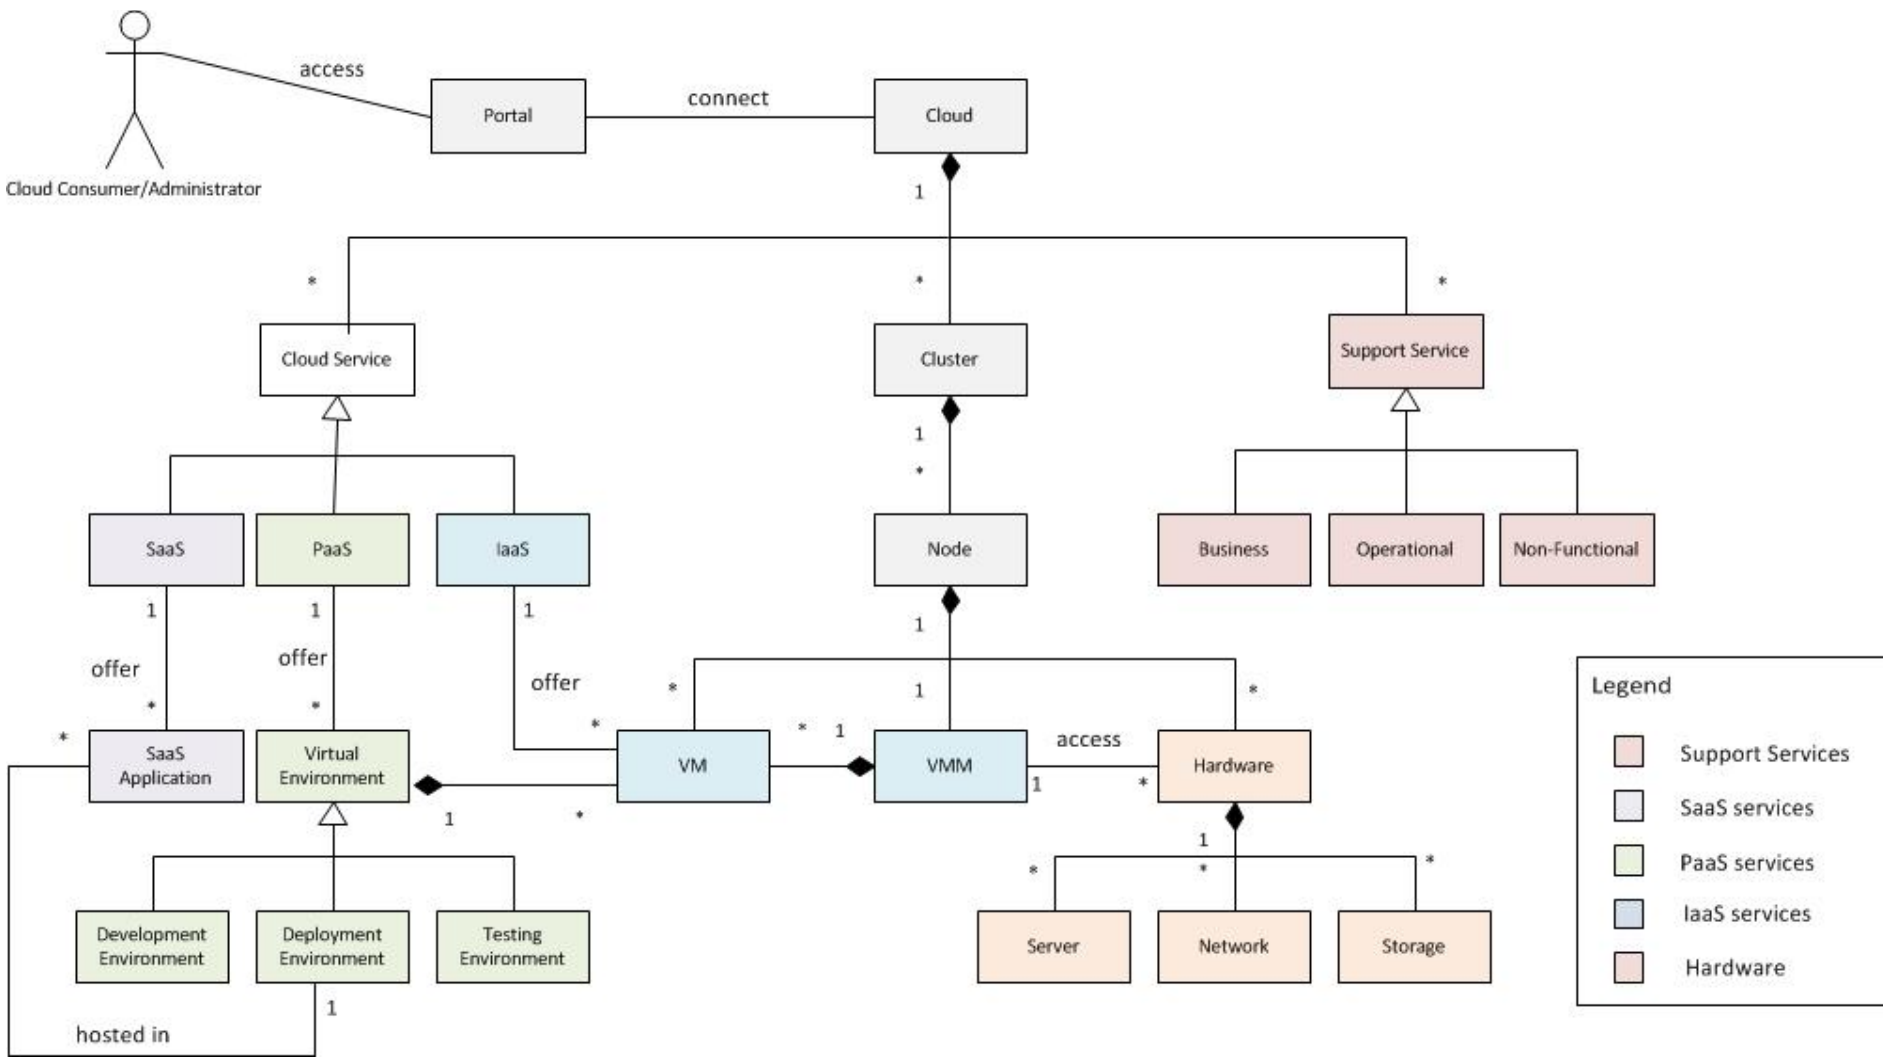 access
connect
Portal
Cloud
Cloud Consumer/Administrator
1
*
*
*
Cloud Service
Cluster
Support Service
1
*
SaaS
PaaS
IaaS
Node
Business
Operational
Non-Functional
1
1
1
1
offer
offer
offer
*
1
*
*
*
*
*
SaaS
Application
Virtual
Environment
VM
*
1
VMM
access
1
*
Hardware
1
*
1
*
*
*
Development
Environment
Deployment
Environment
Testing
Environment
Server
Network
Storage
1
hosted in
Legend
Support Services
SaaS services
PaaS services
IaaS services
Hardware